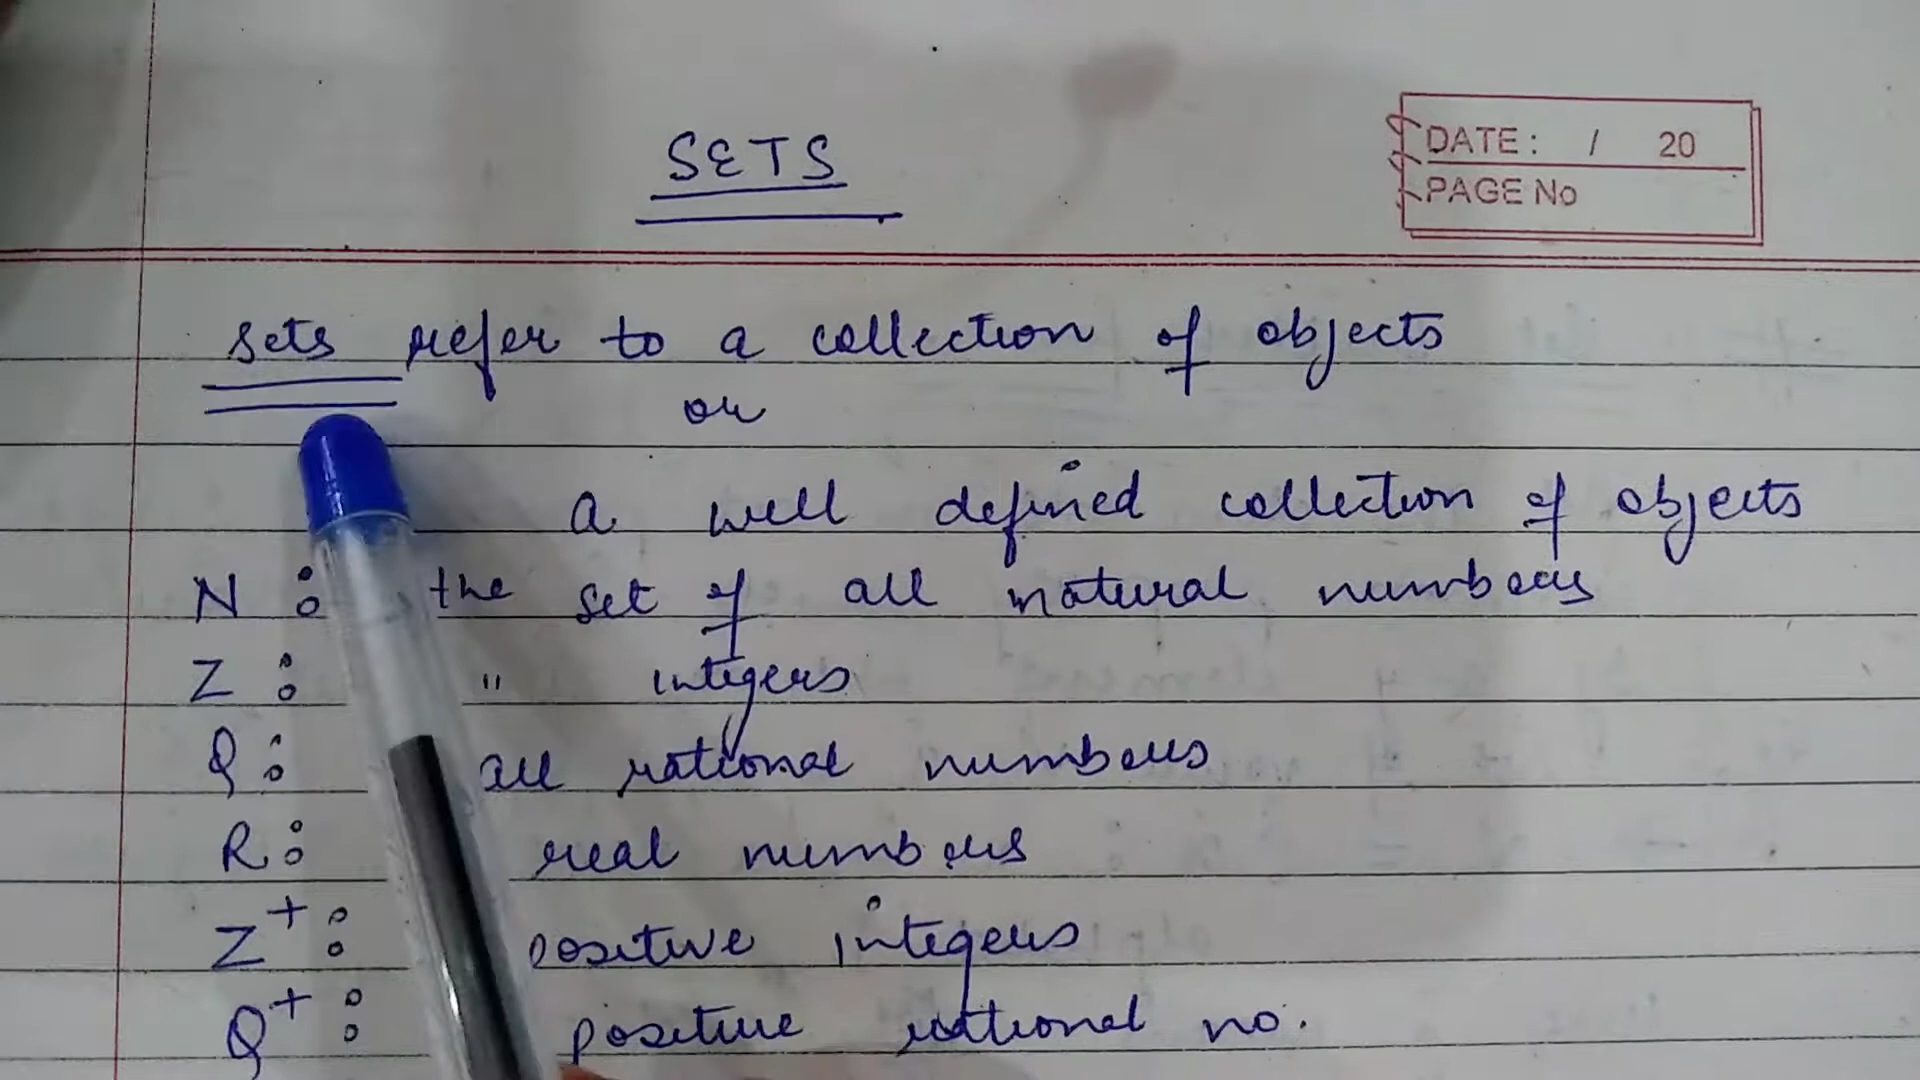 SETS
DATE: / 20
PAGE No
Sets refer to a collection of objects
or
a well defined collection of objects
N : the set of all natural numbers
Z : " integers
Q : all rational numbers
R : real numbers
Z+ : positive integers
Q+ : positive rational no.